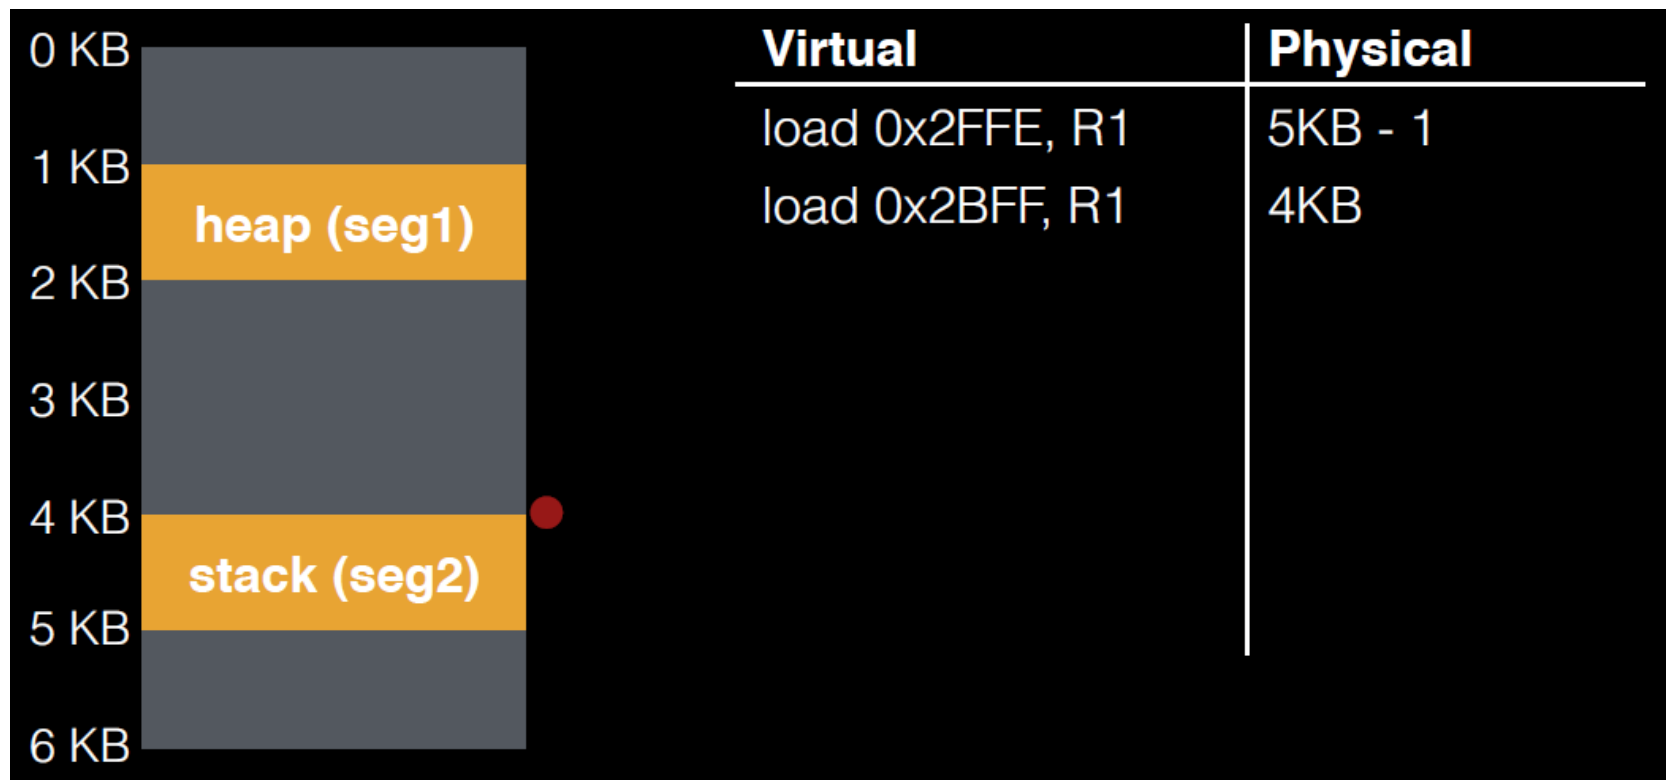 0 KB
1 KB
heap (seg1)
2 KB
3 KB
4 KB
stack (seg2)
5 KB
6 KB
Virtual Physical
load 0x2FFE, R1 5KB - 1
load 0x2BFF, R1 4KB